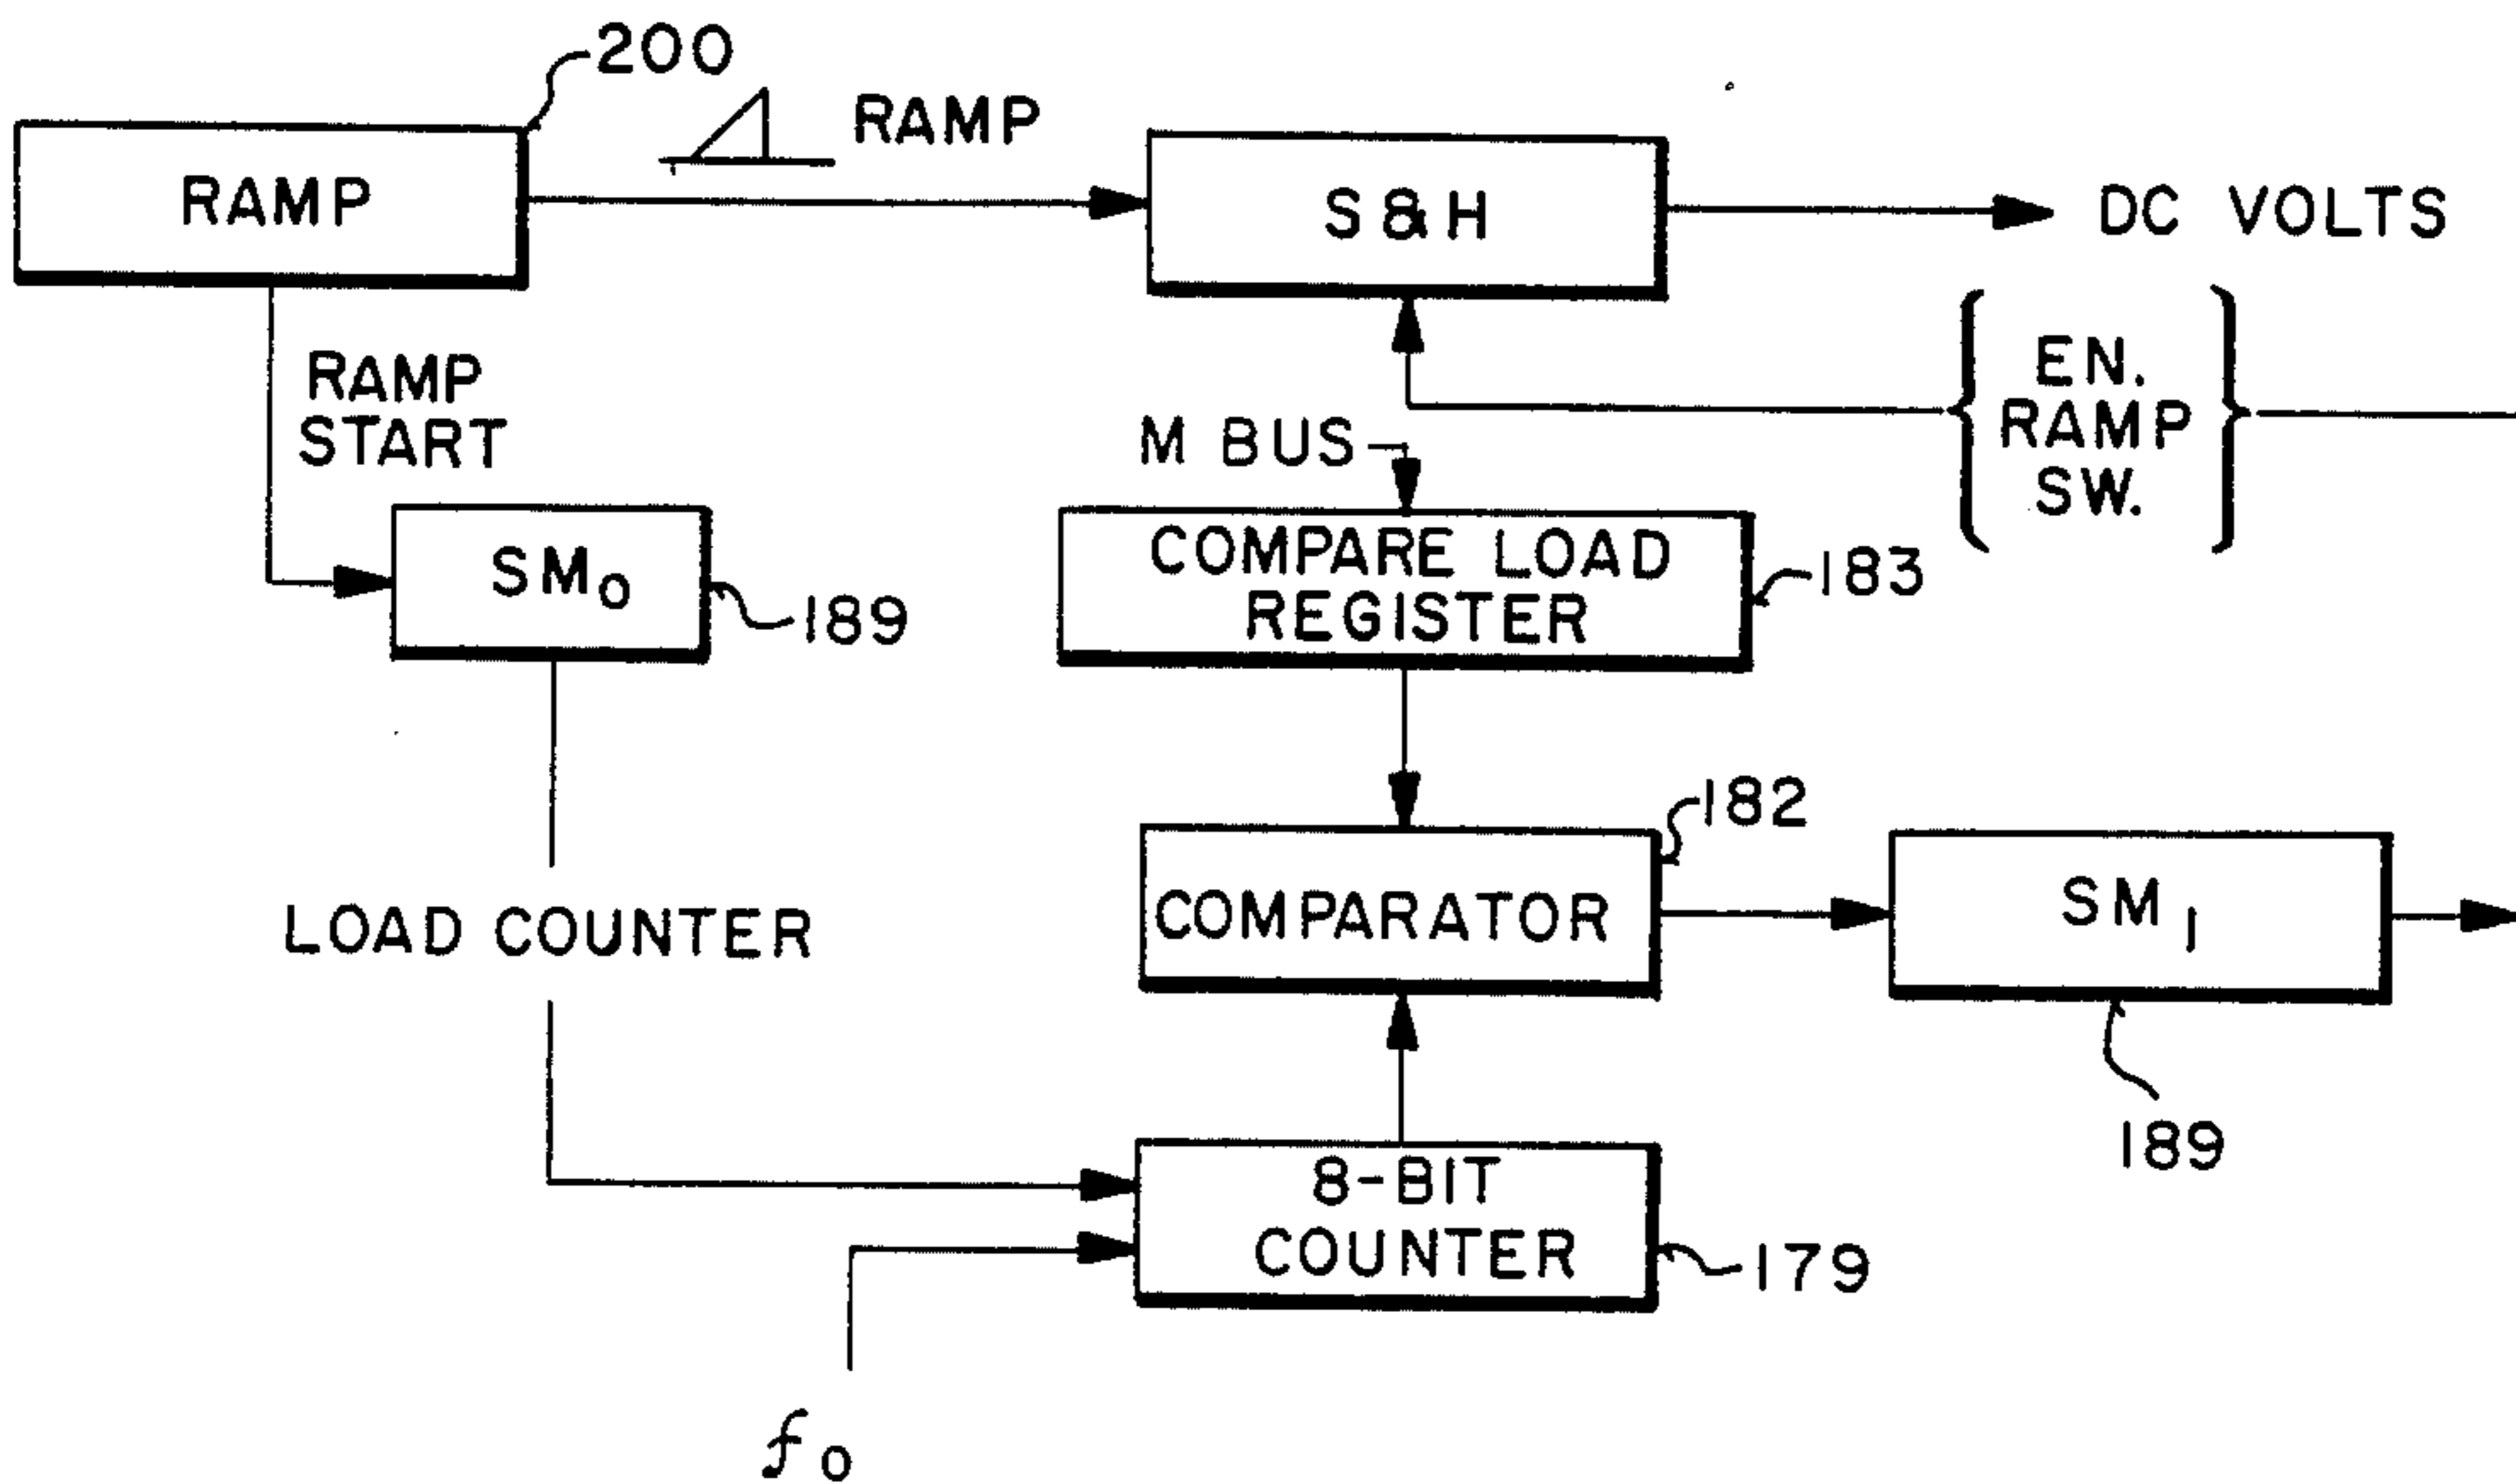 200
RAMP
RAMP
S&H
DC VOLTS
RAMP
START
EN.
RAMP
SW.
M BUS
SM0
189
COMPARE LOAD
REGISTER
183
182
LOAD COUNTER
COMPARATOR
SM1
189
8-BIT
COUNTER
179
f0